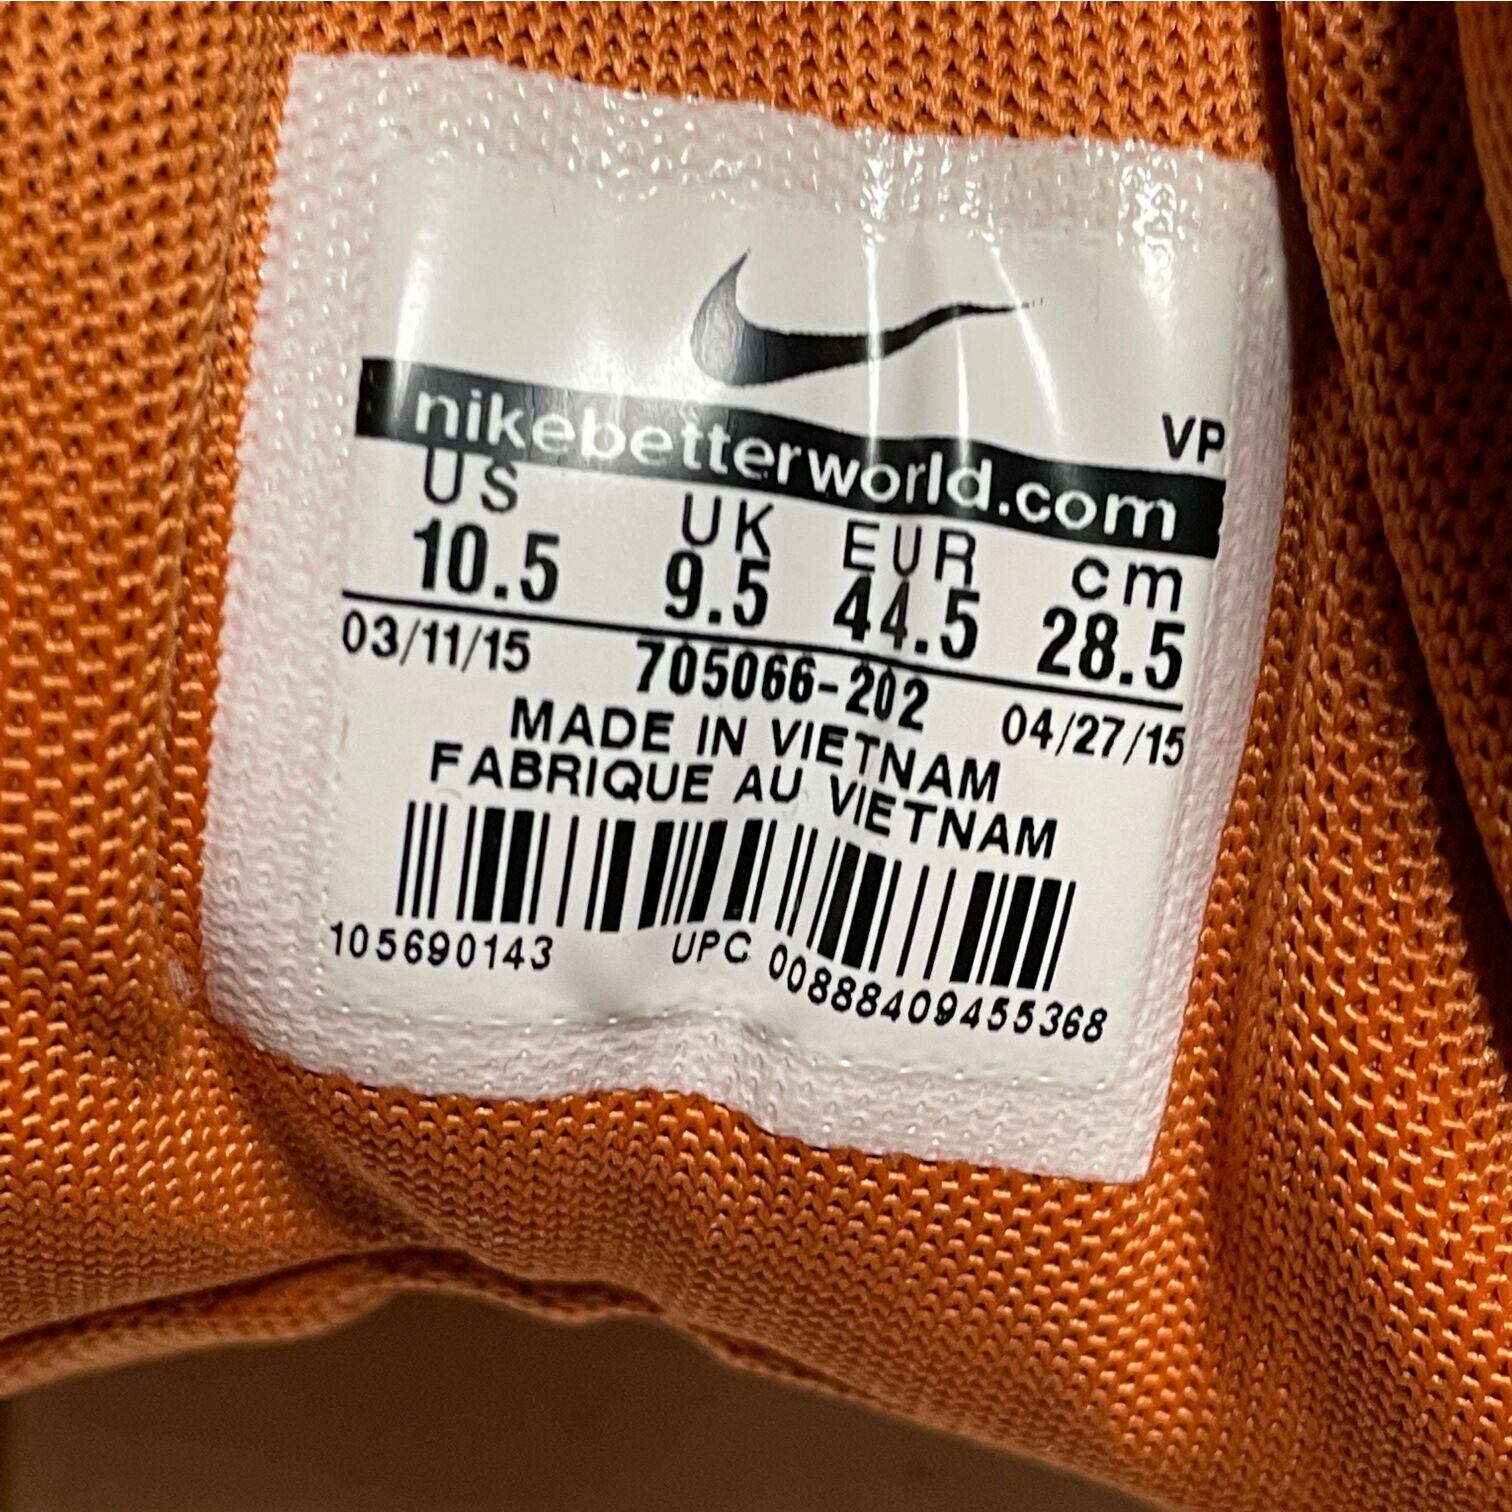 VP
nikebetterworld.com
US UK EUR cm
10.5 9.5 44.5 28.5
03/11/15 705066-202 04/27/15
MADE IN VIETNAM
FABRIQUE AU VIETNAM
105690143 UPC 00888409455368